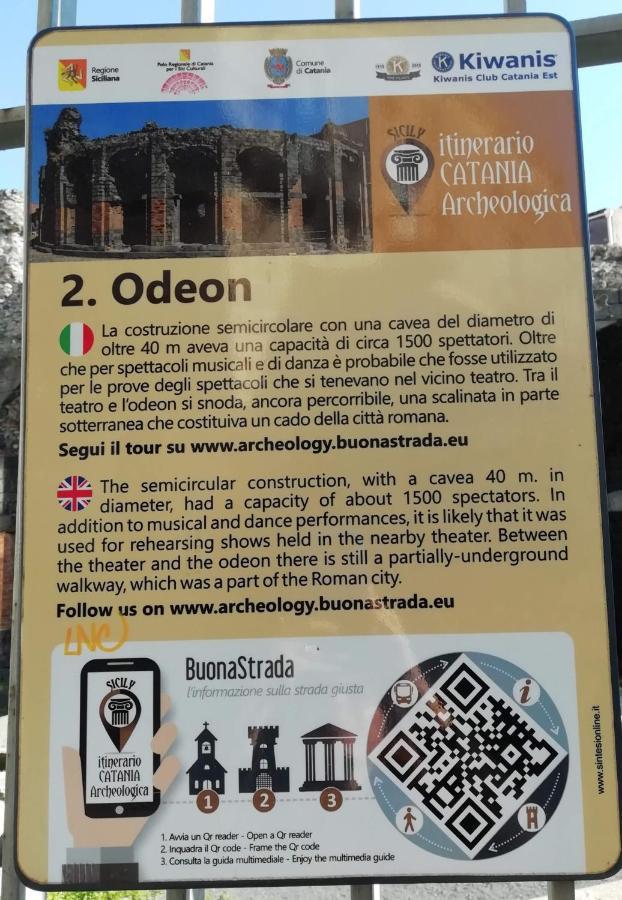 Regione
Siciliana
Polo Regionale di Catania
per i Siti Culturali
Comune
di Catania
Kiwanis
Kiwanis Club Catania Est
SICILY
itinerario
CATANIA
Archeologica
2. Odeon
La costruzione semicircolare con una cavea del diametro di
oltre 40 m aveva una capacità di circa 1500 spettatori. Oltre
che per spettacoli musicali e di danza è probabile che fosse utilizzato
per le prove degli spettacoli che si tenevano nel vicino teatro. Tra il
teatro e l'odeon si snoda, ancora percorribile, una scalinata in parte
sotterranea che costituiva un cado della città romana.
Segui il tour su www.archeology.buonastrada.eu
The semicircular construction, with a cavea 40 m. in
diameter, had a capacity of about 1500 spectators. In
addition to musical and dance performances, it is likely that it was
used for rehearsing shows held in the nearby theater. Between
the theater and the odeon there is still a partially-underground
walkway, which was a part of the Roman city.
Follow us on www.archeology.buonastrada.eu
SICILY
itinerario
CATANIA
Archeologica
BuonaStrada
l'informazione sulla strada giusta
1 2 3
1. Avvia un Qr reader - Open a Qr reader
2. Inquadra il Qr code - Frame the Qr code
3. Consulta la guida multimediale - Enjoy the multimedia guide
i
www.sintesionline.it